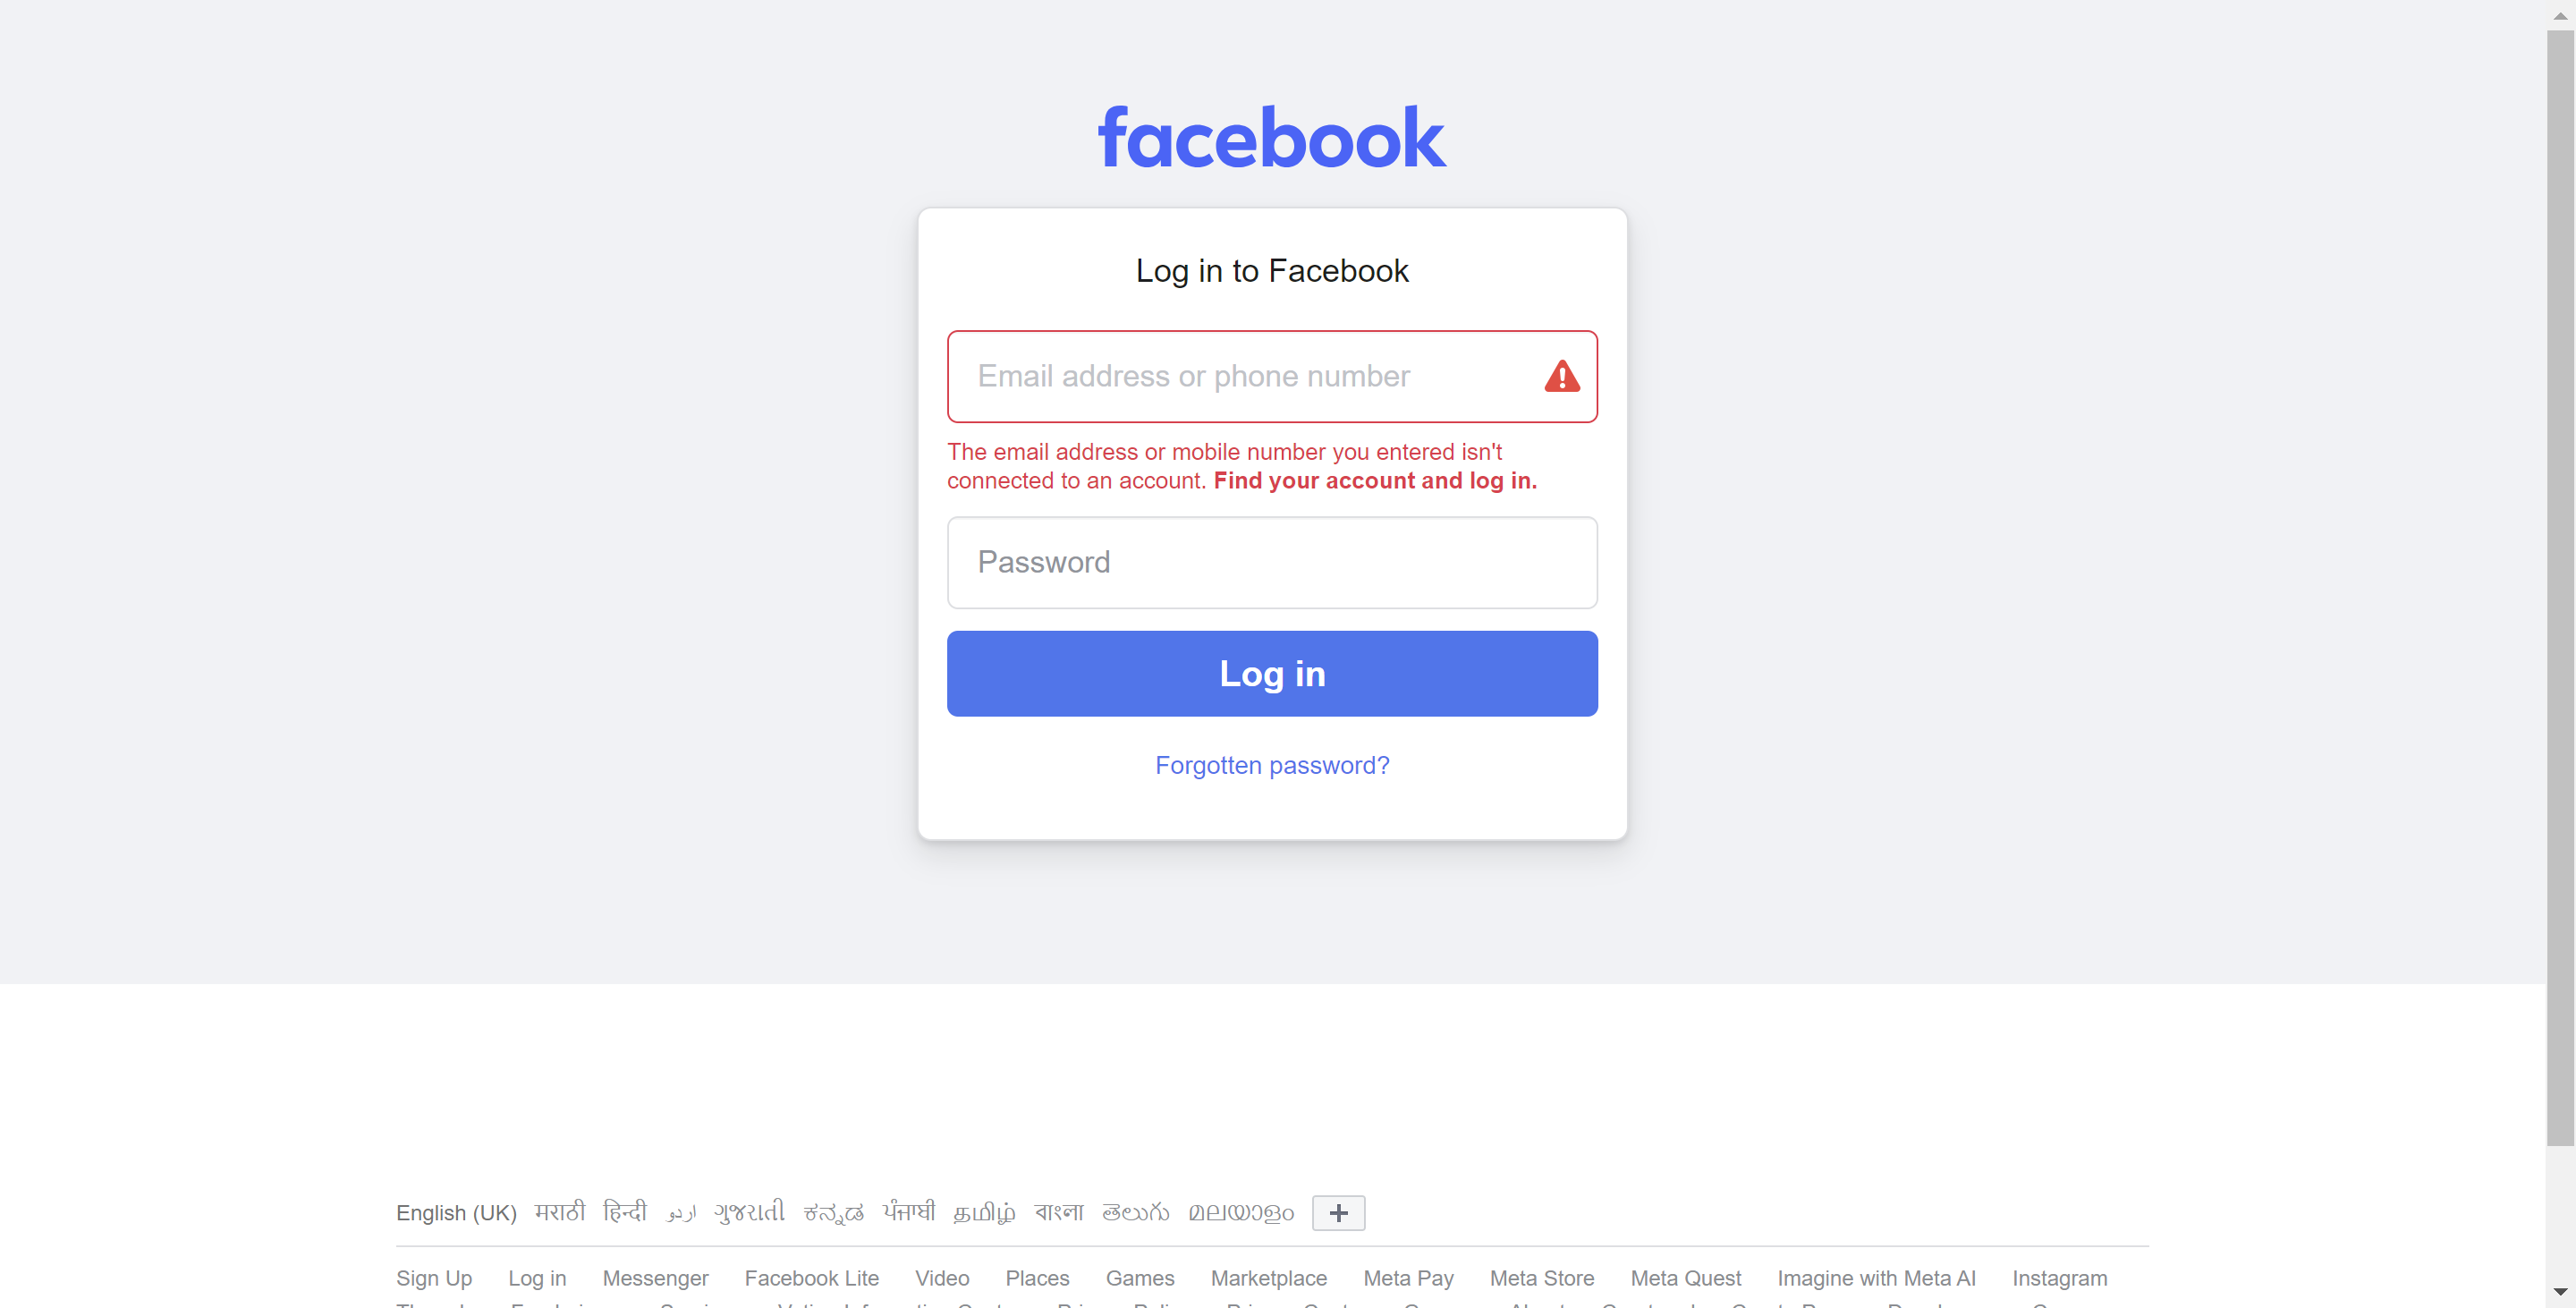 facebook
Log in to Facebook
Email address or phone number
The email address or mobile number you entered isn't
connected to an account. Find your account and log in.
Password
Log in
Forgotten password?
English (UK) मराठी हिन्दी اردو ગુજરાતી ಕನ್ನಡ ਪੰਜਾਬੀ தமிழ் বাংলা తెలుగు മലയാളം
Sign Up Log in Messenger Facebook Lite Video Places Games Marketplace Meta Pay Meta Store Meta Quest Imagine with Meta AI Instagram